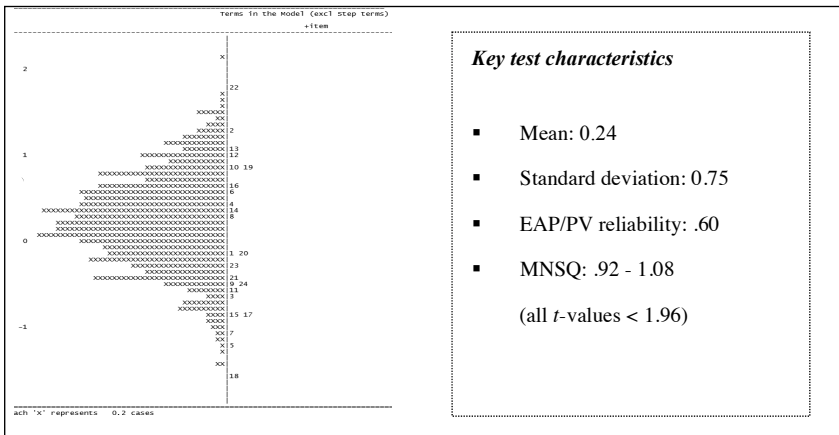 Terms in the Model (excl Step terms)
+item
x
2
22
x
x
x
2
13
1 12
10 19
16
6
4
14
8
0
1 20
23
21
9 24
11
3
15 17
-1
7
5
18
ach 'X' represents 0.2 cases
Key test characteristics
▪ Mean: 0.24
▪ Standard deviation: 0.75
▪ EAP/PV reliability: .60
▪ MNSQ: .92 - 1.08
(all t-values < 1.96)